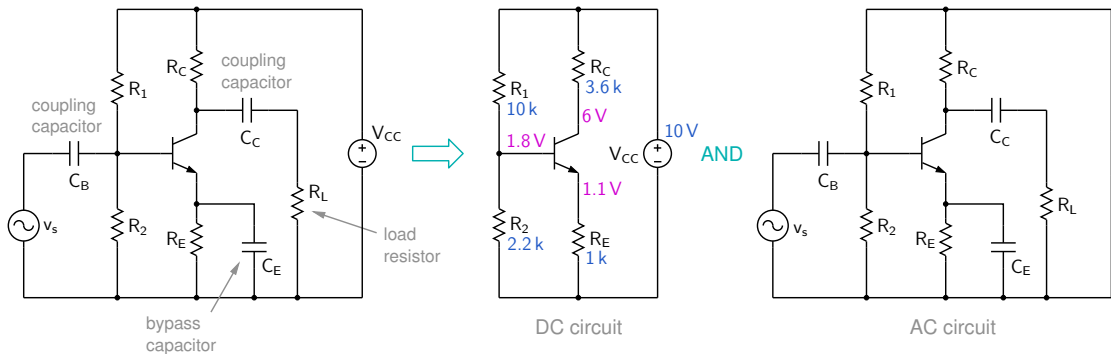 coupling
capacitor
R1
RC
coupling
capacitor
CC
CB
VCC
vs
R2
RE
CE
RL
load
resistor
bypass
capacitor
R1
10 k
RC
3.6 k
6 V
1.8 V
VCC
10 V
1.1 V
R2
2.2 k
RE
1 k
DC circuit
AND
R1
RC
CC
CB
vs
R2
RE
CE
RL
AC circuit